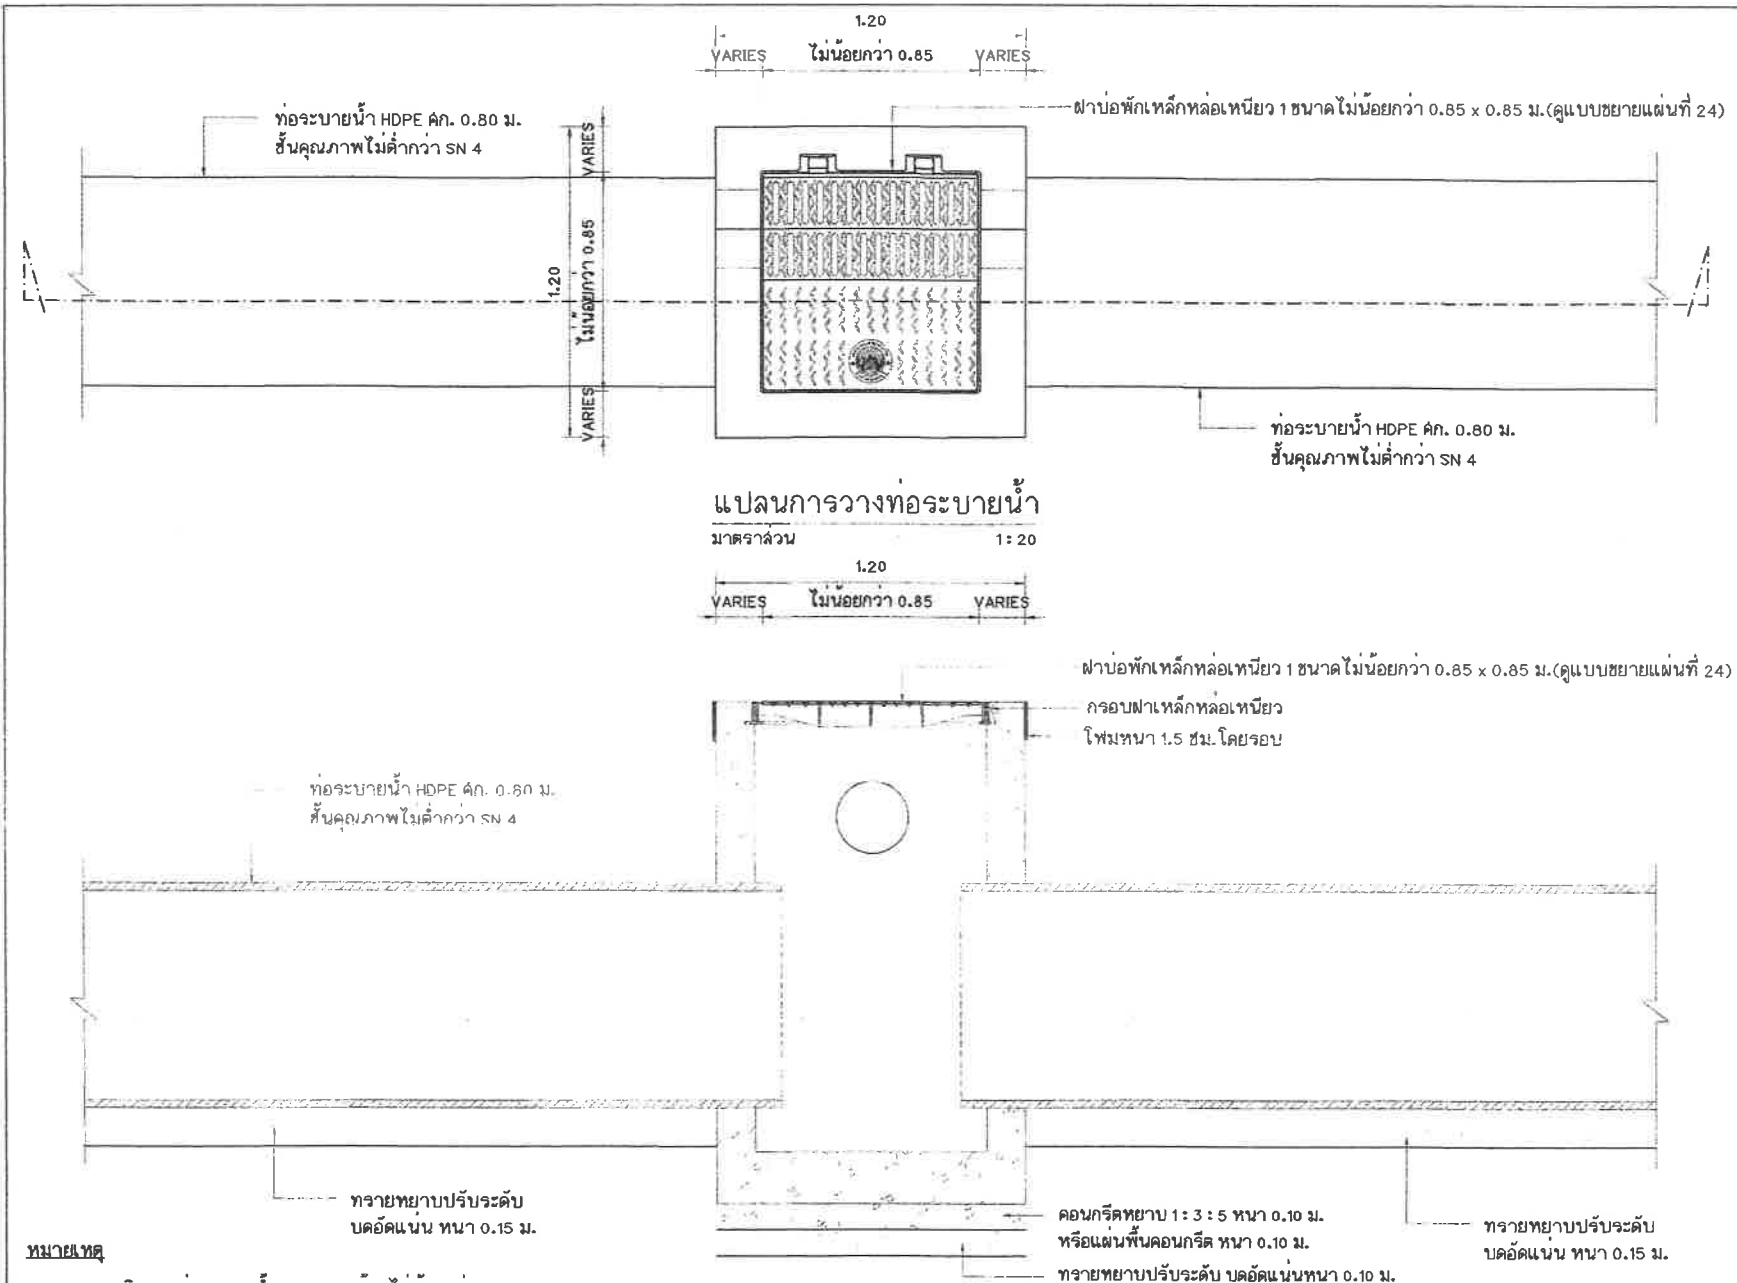 1.20
VARIES ไม่น้อยกว่า 0.85 VARIES
ท่อระบายน้ำ HDPE ศก. 0.80 ม.
ชั้นคุณภาพไม่ต่ำกว่า SN 4
ฝาบ่อพักเหล็กหล่อเหนียว 1 ขนาดไม่น้อยกว่า 0.85 x 0.85 ม.(ดูแบบขยายแผ่นที่ 24)
VARIES
ไม่น้อยกว่า 0.85
1.20
VARIES
ท่อระบายน้ำ HDPE ศก. 0.80 ม.
ชั้นคุณภาพไม่ต่ำกว่า SN 4
แปลนการวางท่อระบายน้ำ
มาตราส่วน 1:20
1.20
VARIES ไม่น้อยกว่า 0.85 VARIES
ฝาบ่อพักเหล็กหล่อเหนียว 1 ขนาดไม่น้อยกว่า 0.85 x 0.85 ม.(ดูแบบขยายแผ่นที่ 24)
กรอบฝาเหล็กหล่อเหนียว
โฟมหนา 1.5 ซม.โดยรอบ
ท่อระบายน้ำ HDPE ศก. 0.80 ม.
ชั้นคุณภาพไม่ต่ำกว่า SN 4
ทรายหยาบปรับระดับ
บดอัดแน่น หนา 0.15 ม.
คอนกรีตหยาบ 1:3:5 หนา 0.10 ม.
หรือแผ่นพื้นคอนกรีต หนา 0.10 ม.
ทรายหยาบปรับระดับ บดอัดแน่นหนา 0.10 ม.
ทรายหยาบปรับระดับ
บดอัดแน่น หนา 0.15 ม.
หมายเหตุ